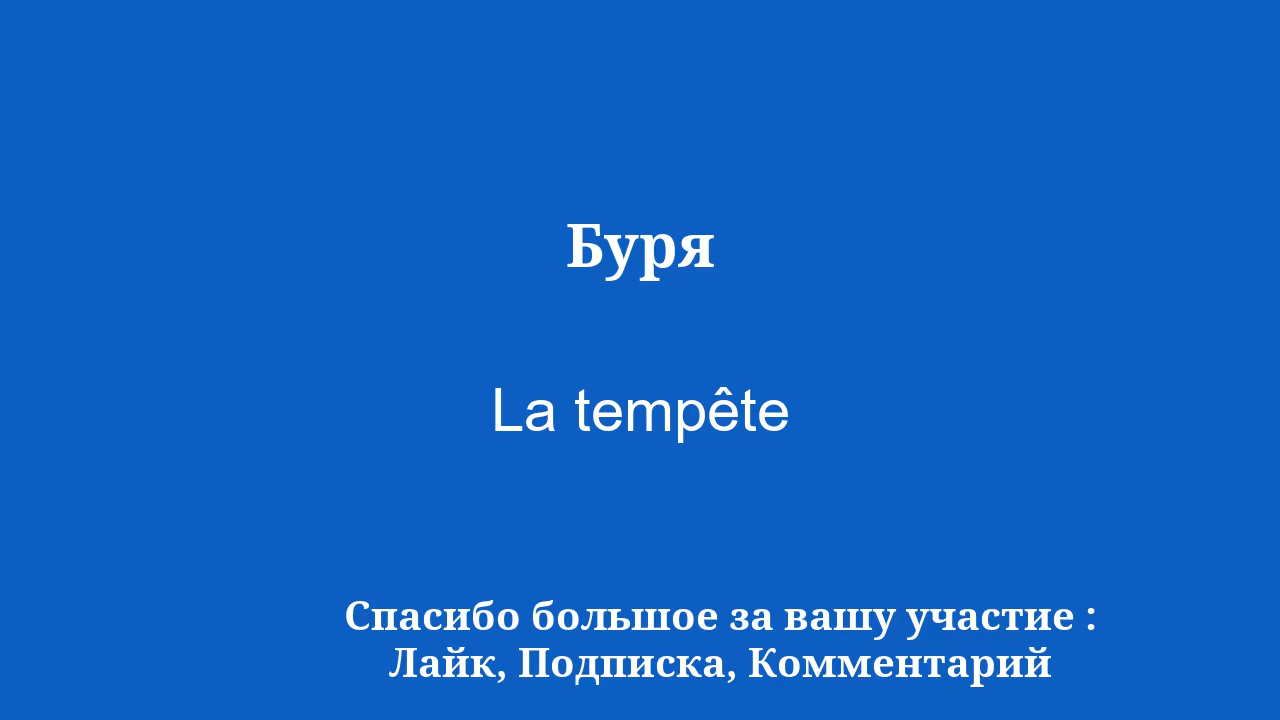 Буря
La tempête
Спасибо большое за вашу участие :
Лайк, Подписка, Комментарий